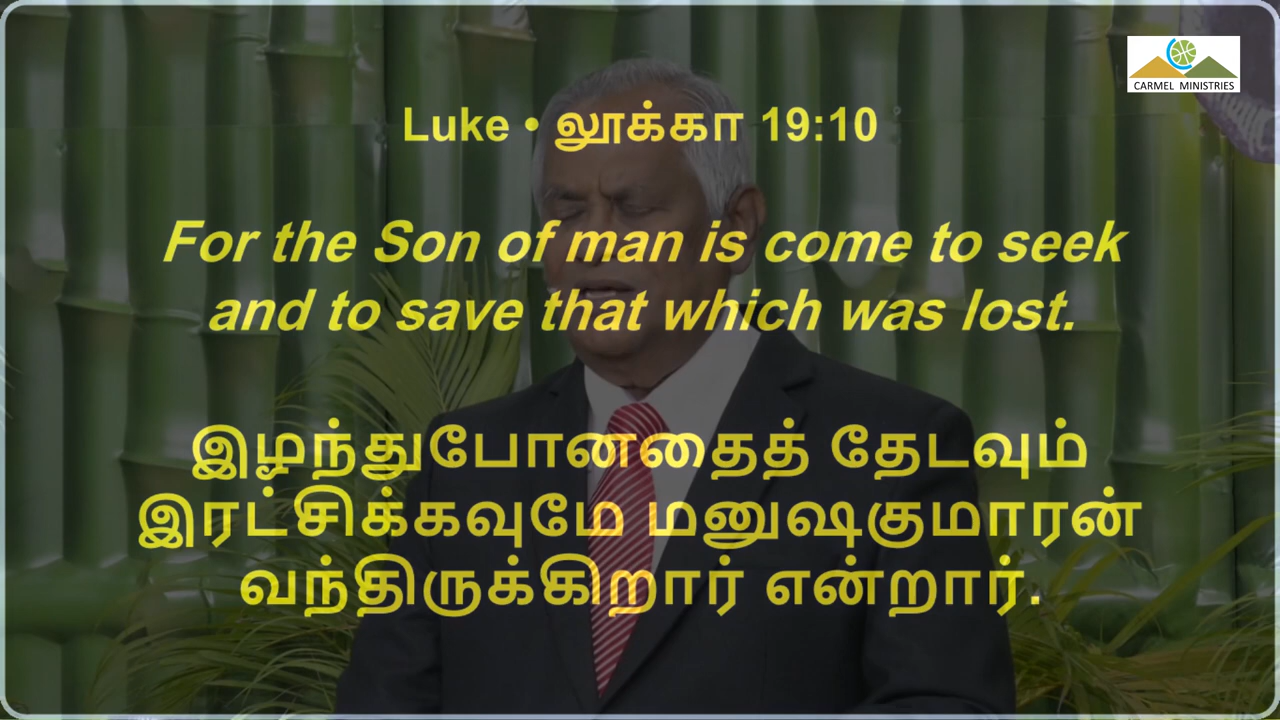 CARMEL MINISTRIES
Luke • லூக்கா 19:10
For the Son of man is come to seek
and to save that which was lost.
இழந்துபோனதைத் தேடவும்
இரட்சிக்கவுமே மனுஷகுமாரன்
வந்திருக்கிறார் என்றார்.